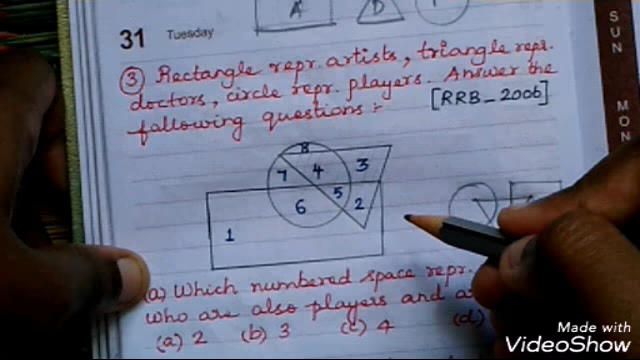 A
D
31 Tuesday
③ Rectangle repr. artists, triangle repr.
doctors, circle repr. players. Answer the
following questions:- [RRB_2006]
8
7 4 3
5
6 2
1
(a) Which numbered space repr.
who are also players and
(a) 2 (b) 3 (c) 4 (d)
SUN
MON
Made with
VideoShow